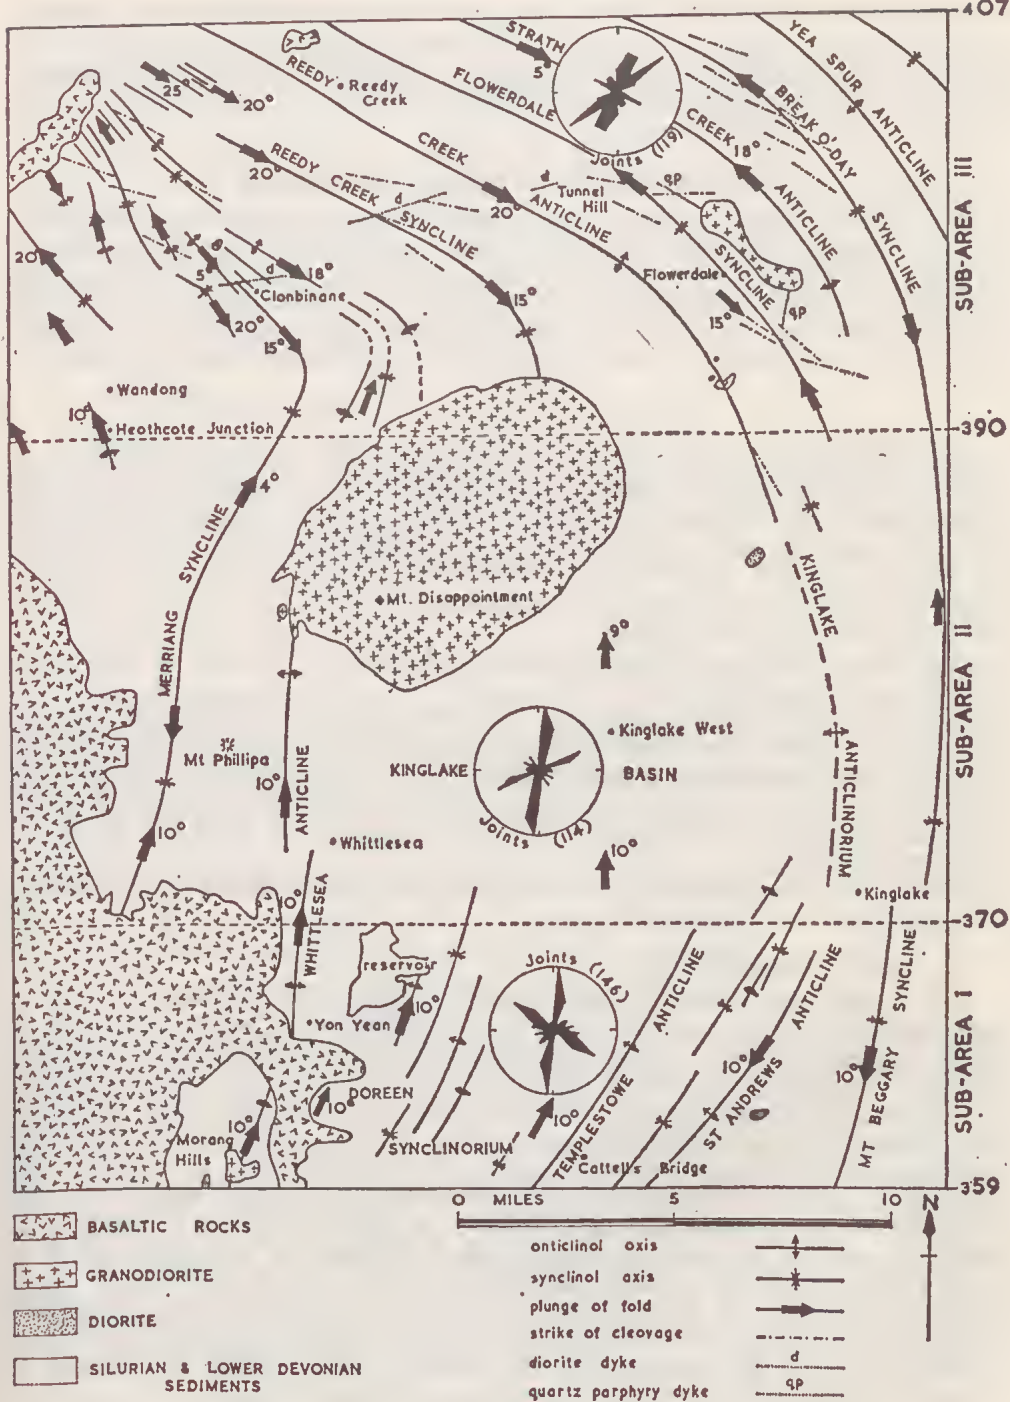 407
STRATH
5°
REEDY
Reedy
Creek
FLOWERDALE
YEA SPUR ANTICLINE
BREAK O'DAY
SYNCLINE
25°
20°
CREEK
18°
ANTICLINE
Joints (119)
REEDY CREEK SYNCLINE
20°
CREEK
ANTICLINE
20°
d
d
Tunnel
Hill
qp
SYNCLINE
Flowerdale
15°
qp
SUB-AREA III
20°
5°
d
18°
Clonbinane
20°
15°
15°
Wandong
10°
Heathcote Junction
390
4°
MERRIANG SYNCLINE
Mt. Disappointment
KINGLAKE
ANTICLINORIUM
9°
SUB-AREA II
Mt Phillipa
10°
10°
ANTICLINE
Kinglake West
KINGLAKE
BASIN
Joints (114)
Whittlesea
10°
Kinglake
10°
WHITTLESEA
370
reservoir
Joints (146)
10°
Yan Yean
ANTICLINE
ANTICLINE
SYNCLINE
10°
10°
SUB-AREA I
10°
DOREEN
10°
10°
Morang
Hills
SYNCLINORIUM
TEMPLESTOWE
ST ANDREWS
MT BEGGARY
Cottell's Bridge
359
0
MILES
5
10
N
BASALTIC ROCKS
GRANODIORITE
DIORITE
SILURIAN & LOWER DEVONIAN
SEDIMENTS
anticlinal axis
synclinal axis
plunge of fold
strike of cleavage
diorite dyke
d
quartz porphyry dyke
qp